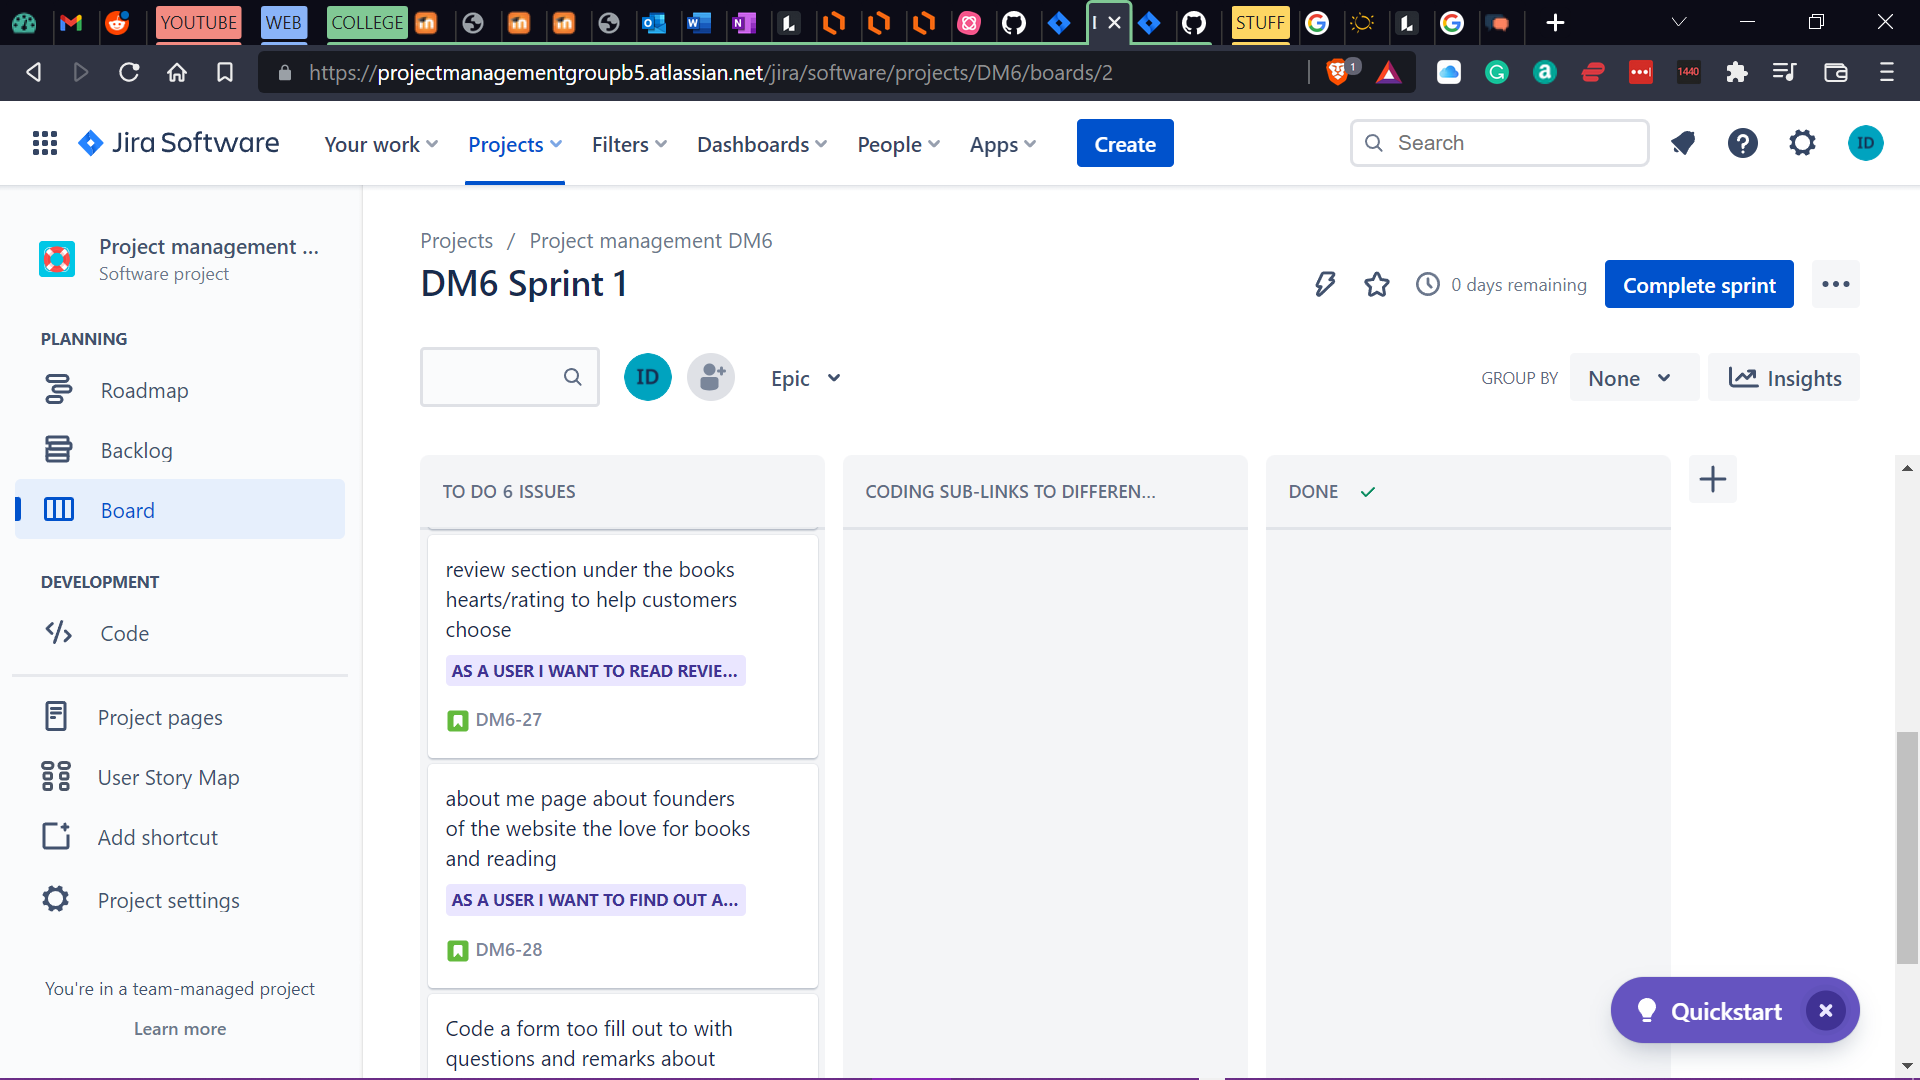 YOUTUBE
WEB
COLLEGE
STUFF
https://projectmanagementgroupb5.atlassian.net/jira/software/projects/DM6/boards/2
1
1440
Jira Software
Your work
Projects
Filters
Dashboards
People
Apps
Create
Search
ID
Project management ...
Software project
PLANNING
Roadmap
Backlog
Board
DEVELOPMENT
Code
Project pages
User Story Map
Add shortcut
Project settings
You're in a team-managed project
Learn more
Projects / Project management DM6
DM6 Sprint 1
0 days remaining
Complete sprint
ID
Epic
GROUP BY
None
Insights
TO DO 6 ISSUES
review section under the books
hearts/rating to help customers
choose
AS A USER I WANT TO READ REVIE...
DM6-27
about me page about founders
of the website the love for books
and reading
AS A USER I WANT TO FIND OUT A...
DM6-28
Code a form too fill out to with
questions and remarks about
CODING SUB-LINKS TO DIFFEREN...
DONE
Quickstart